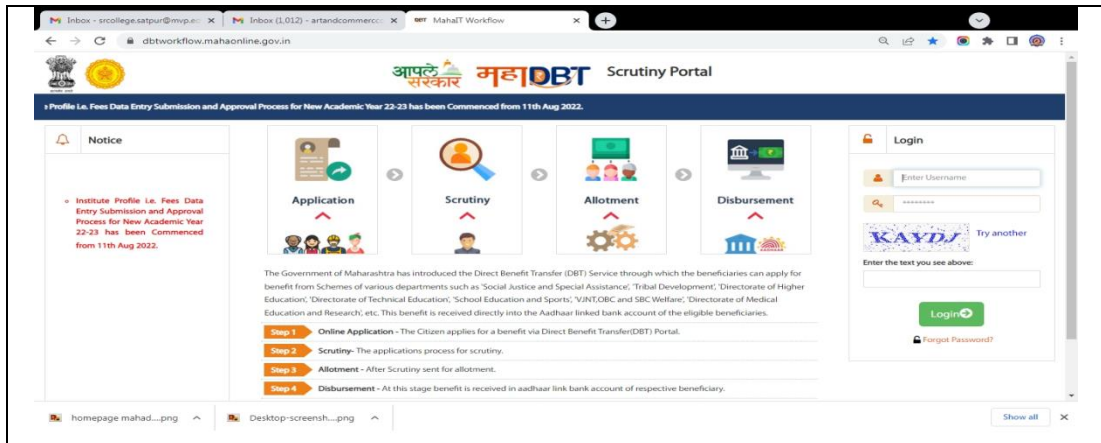 Inbox - srcollege.satpur@mvp.e
Inbox (1,012) - artandcommerc
MahaIT Workflow
dbtworkflow.mahaonline.gov.in
आपले सरकार
महाDBT Scrutiny Portal
Profile i.e. Fees Data Entry Submission and Approval Process for New Academic Year 22-23 has been Commenced from 11th Aug 2022.
Notice
Institute Profile i.e. Fees Data
Entry Submission and Approval
Process for New Academic Year
22-23 has been Commenced
from 11th Aug 2022.
Application
Scrutiny
Allotment
Disbursement
The Government of Maharashtra has introduced the Direct Benefit Transfer (DBT) Service through which the beneficiaries can apply for
benefit from Schemes of various departments such as 'Social Justice and Special Assistance', 'Tribal Development', 'Directorate of Higher
Education', 'Directorate of Technical Education', 'School Education and Sports', 'VJNT,OBC and SBC Welfare', 'Directorate of Medical
Education and Research', etc. This benefit is received directly into the Aadhaar linked bank account of the eligible beneficiaries.
Step 1 Online Application - The Citizen applies for a benefit via Direct Benefit Transfer(DBT) Portal.
Step 2 Scrutiny- The applications process for scrutiny.
Step 3 Allotment - After Scrutiny sent for allotment.
Step 4 Disbursement - At this stage benefit is received in aadhaar link bank account of respective beneficiary.
Login
Enter Username
********
KAYDJ Try another
Enter the text you see above:
Login
Forgot Password?
homepage mahad....png
Desktop-screensh....png
Show all